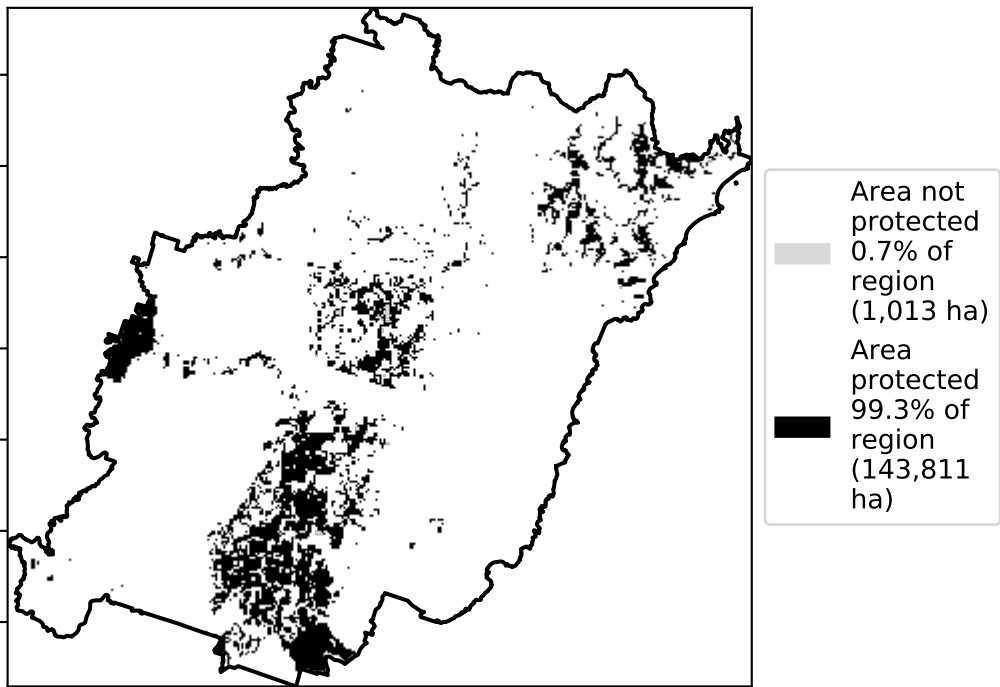 Area not
protected
0.7% of
region
(1,013 ha)
Area
protected
99.3% of
region
(143,811
ha)